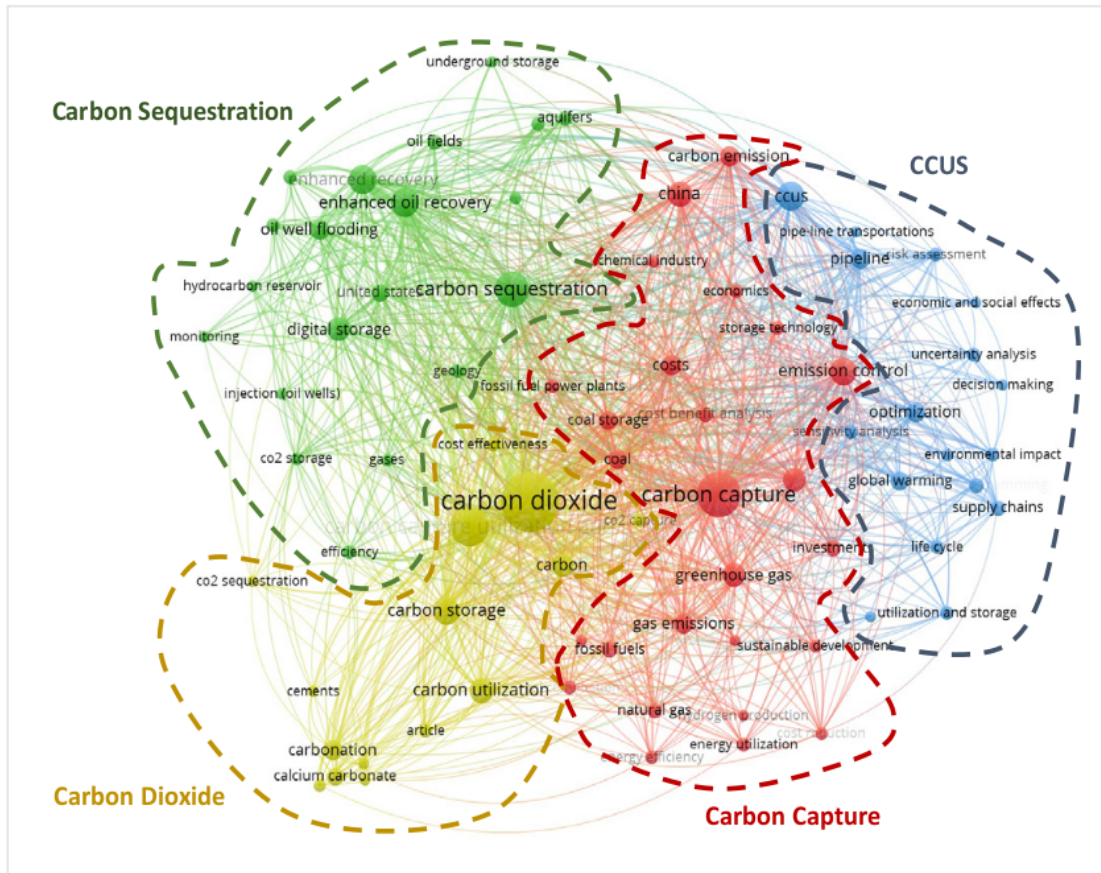 underground storage
Carbon Sequestration
aquifers
oil fields
carbon emission
CCUS
enhanced recovery
china
ccus
enhanced oil recovery
oil well flooding
pipe-line transportations
pipeline
risk assessment
chemical industry
hydrocarbon reservoir
united states
carbon sequestration
economics
economic and social effects
digital storage
storage technology
monitoring
uncertainty analysis
geology
costs
emission control
fossil fuel power plants
decision making
injection (oil wells)
coal storage
cost benefit analysis
optimization
sensitivity analysis
cost effectiveness
co2 storage
gases
coal
environmental impact
global warming
carbon dioxide
carbon capture
supply chains
co2 capture
efficiency
investments
life cycle
carbon
co2 sequestration
greenhouse gas
carbon storage
utilization and storage
gas emissions
fossil fuels
sustainable development
cements
carbon utilization
natural gas
hydrogen production
article
cost reduction
carbonation
energy utilization
energy efficiency
calcium carbonate
Carbon Dioxide
Carbon Capture